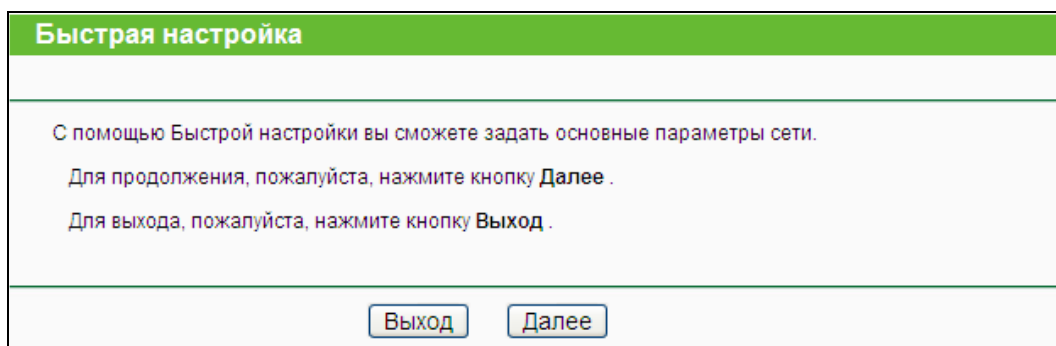 Быстрая настройка
С помощью Быстрой настройки вы сможете задать основные параметры сети.
Для продолжения, пожалуйста, нажмите кнопку Далее .
Для выхода, пожалуйста, нажмите кнопку Выход .
Выход Далее